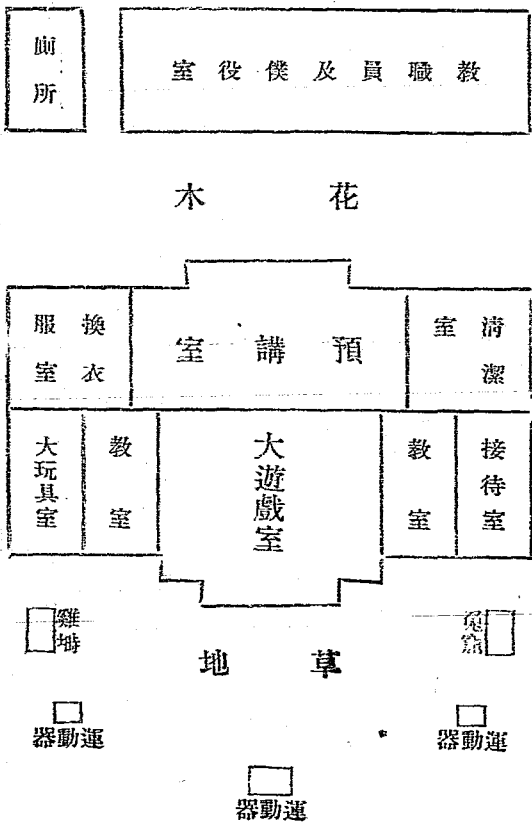 教職員及僕役室
廁所
花木
清潔室
預講室
換衣服室
接待室
教室
大遊戲室
教室
大玩具室
兔窩
雞塒
草地
運動器
運動器
運動器